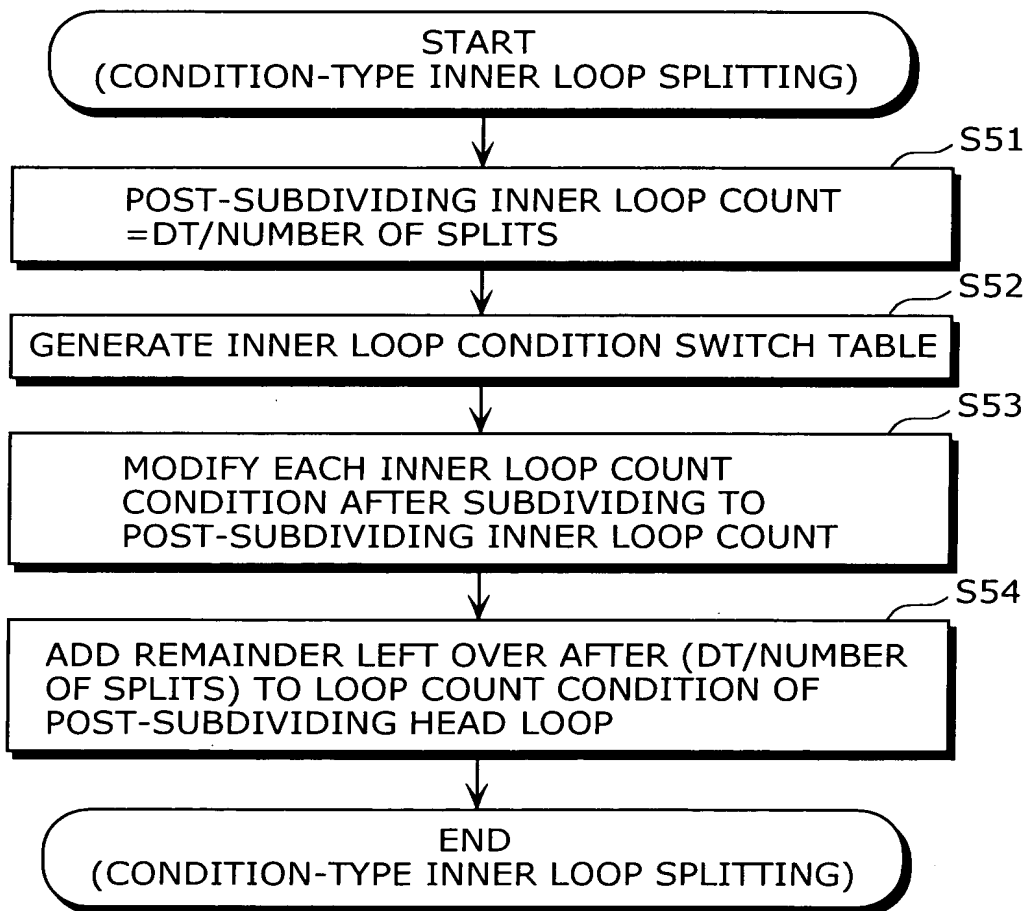 START
(CONDITION-TYPE INNER LOOP SPLITTING)
S51
POST-SUBDIVIDING INNER LOOP COUNT
=DT/NUMBER OF SPLITS
S52
GENERATE INNER LOOP CONDITION SWITCH TABLE
S53
MODIFY EACH INNER LOOP COUNT
CONDITION AFTER SUBDIVIDING TO
POST-SUBDIVIDING INNER LOOP COUNT
S54
ADD REMAINDER LEFT OVER AFTER (DT/NUMBER
OF SPLITS) TO LOOP COUNT CONDITION OF
POST-SUBDIVIDING HEAD LOOP
END
(CONDITION-TYPE INNER LOOP SPLITTING)